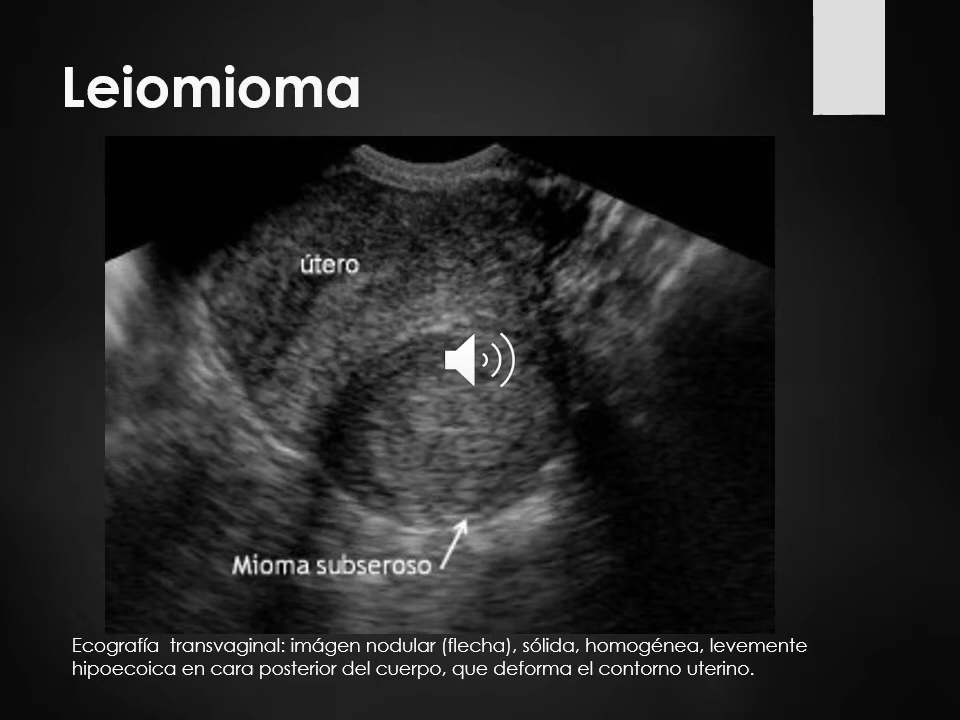 Leiomioma
útero
Mioma subseroso
Ecografía  transvaginal: imágen nodular (flecha), sólida, homogénea, levemente
hipoecoica en cara posterior del cuerpo, que deforma el contorno uterino.